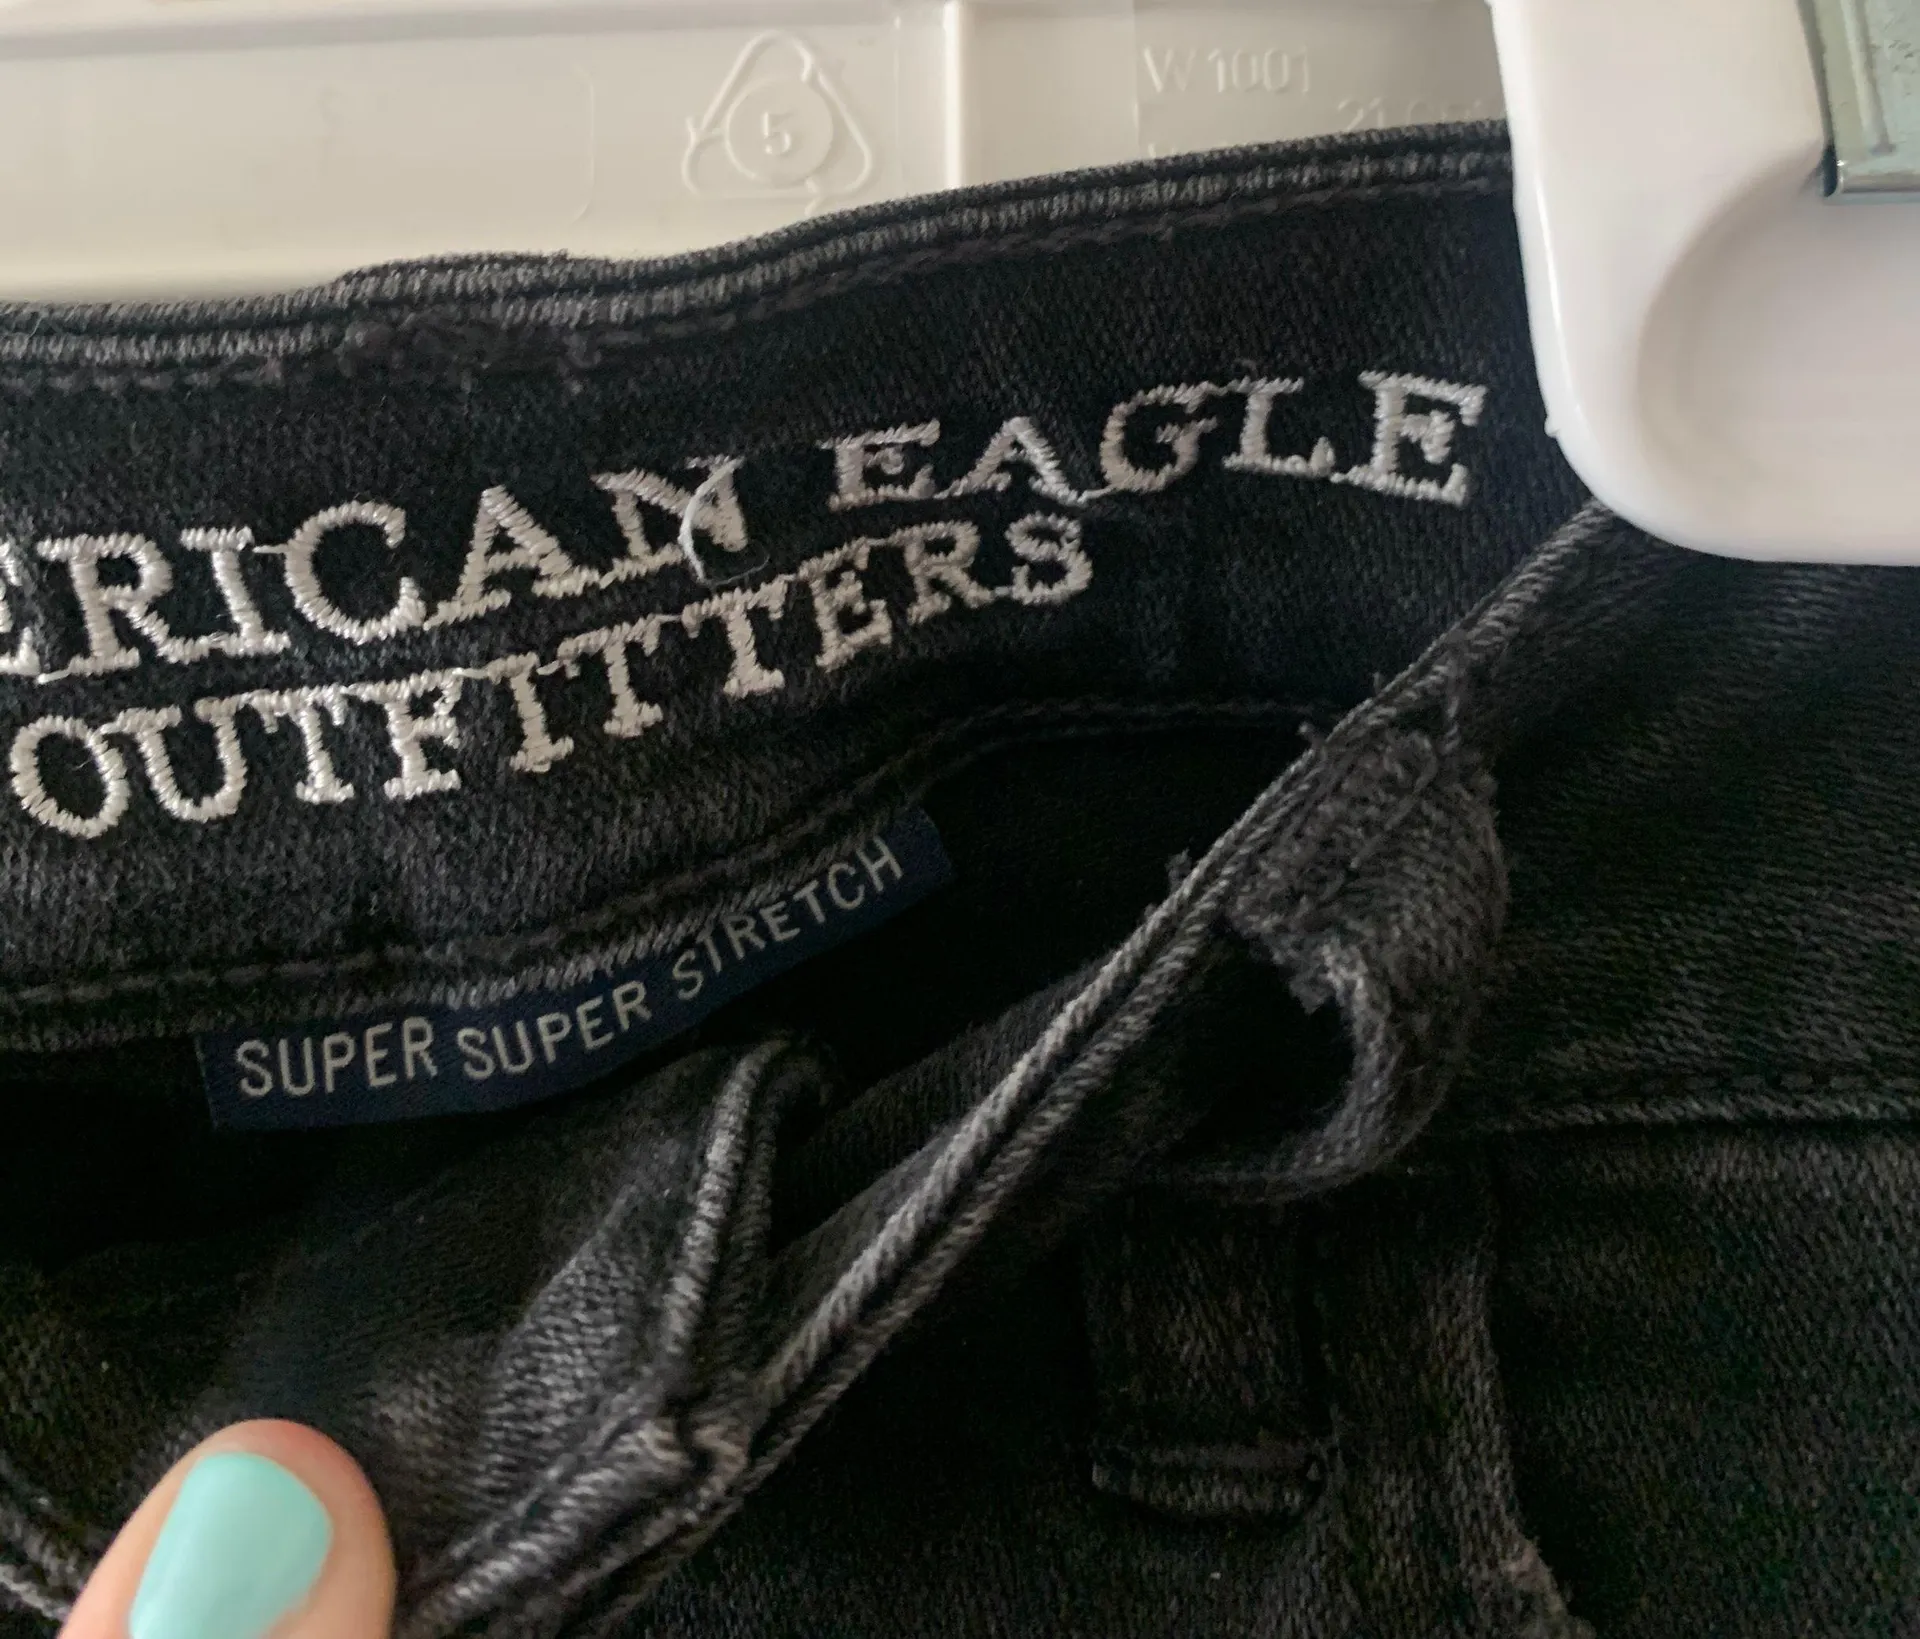 5
W1001
ERICAN EAGLE
OUTFITTERS
SUPER SUPER STRETCH